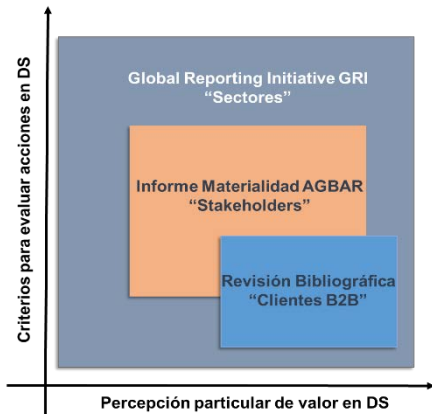 Criterios para evaluar acciones en DS
Global Reporting Initiative GRI
“Sectores”
Informe Materialidad AGBAR
“Stakeholders”
Revisión Bibliográfica
“Clientes B2B”
Percepción particular de valor en DS